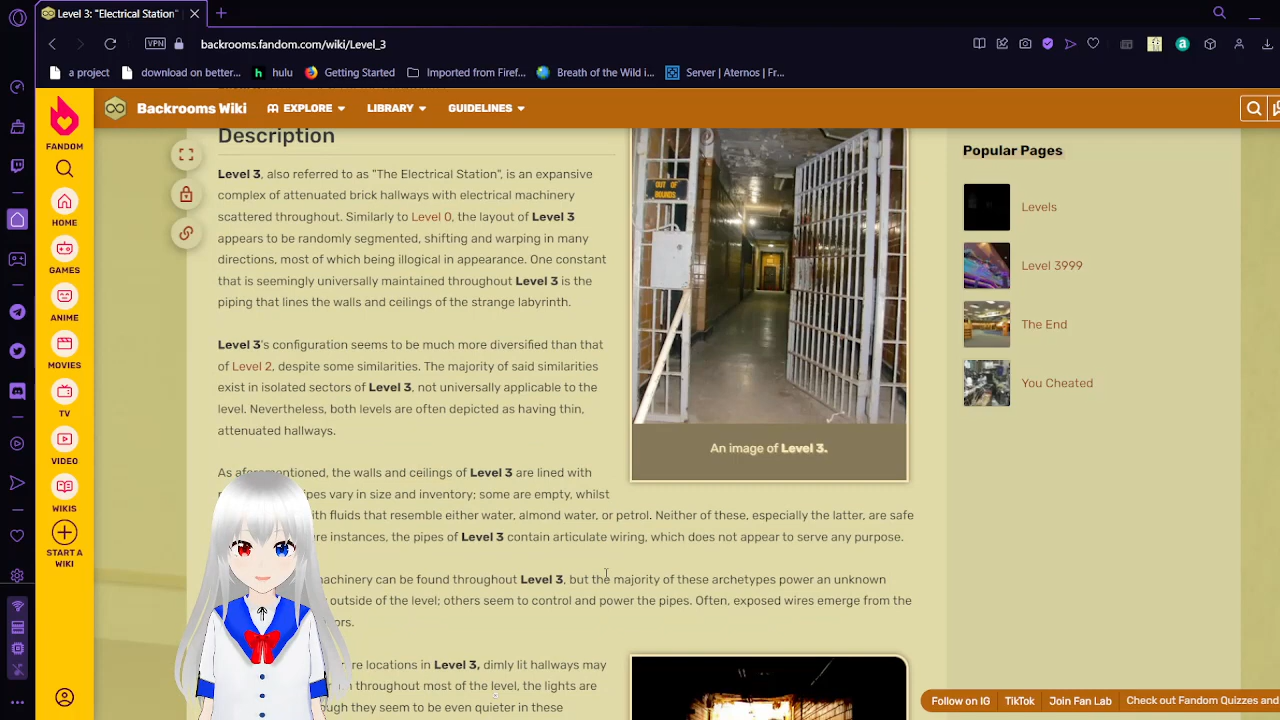 Level 3: "Electrical Station"
VPN
backrooms.fandom.com/wiki/Level_3
a project
download on better...
h hulu
Getting Started
Imported from Firef...
Breath of the Wild i...
Server | Aternos | Fr...
a
FANDOM
HOME
GAMES
ANIME
MOVIES
TV
VIDEO
WIKIS
START A
WIKI
Backrooms Wiki
EXPLORE
LIBRARY
GUIDELINES
Description
Level 3, also referred to as "The Electrical Station", is an expansive
complex of attenuated brick hallways with electrical machinery
scattered throughout. Similarly to Level 0, the layout of Level 3
appears to be randomly segmented, shifting and warping in many
directions, most of which being illogical in appearance. One constant
that is seemingly universally maintained throughout Level 3 is the
piping that lines the walls and ceilings of the strange labyrinth.
Level 3's configuration seems to be much more diversified than that
of Level 2, despite some similarities. The majority of said similarities
exist in isolated sectors of Level 3, not universally applicable to the
level. Nevertheless, both levels are often depicted as having thin,
attenuated hallways.
As aforementioned, the walls and ceilings of Level 3 are lined with
pes vary in size and inventory; some are empty, whilst
ith fluids that resemble either water, almond water, or petrol. Neither of these, especially the latter, are safe
re instances, the pipes of Level 3 contain articulate wiring, which does not appear to serve any purpose.
achinery can be found throughout Level 3, but the majority of these archetypes power an unknown
outside of the level; others seem to control and power the pipes. Often, exposed wires emerge from the
ors.
re locations in Level 3, dimly lit hallways may
throughout most of the level, the lights are
ugh they seem to be even quieter in these
OUT OF
BOUNDS
An image of Level 3.
Popular Pages
Levels
Level 3999
The End
You Cheated
Follow on IG
TikTok
Join Fan Lab
Check out Fandom Quizzes and